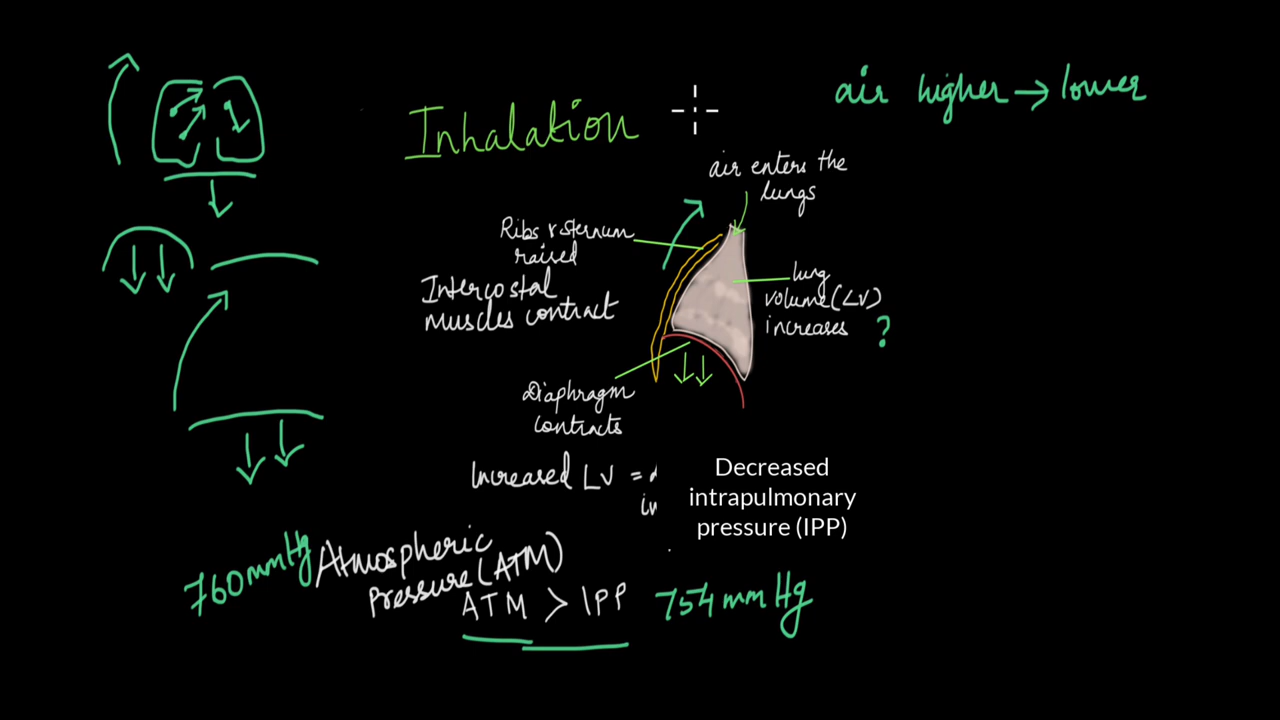 air higher → lower
Inhalation
air enters the
lungs
Ribs & sternum
raised
Intercostal
muscles contract
lung
volume (LV)
increases ?
Diaphragm
contracts
Increased LV =
Decreased
intrapulmonary
pressure (IPP)
760mmHg Atmospheric
Pressure (ATM)
ATM > IPP 754 mm Hg